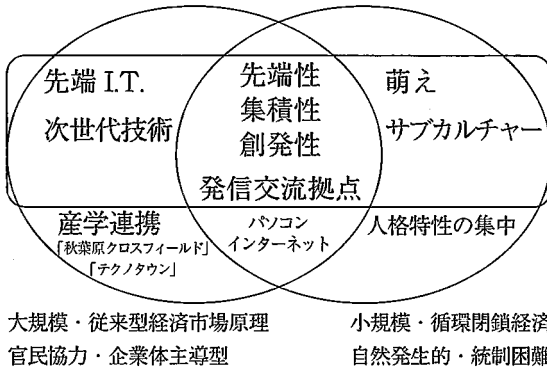 先端 I.T.
次世代技術
先端性
集積性
創発性
発信交流拠点
萌え
サブカルチャー
産学連携
「秋葉原クロスフィールド」
「テクノタウン」
パソコン
インターネット
人格特性の集中
大規模・従来型経済市場原理
官民協力・企業体主導型
小規模・循環閉鎖経済
自然発生的・統制困難